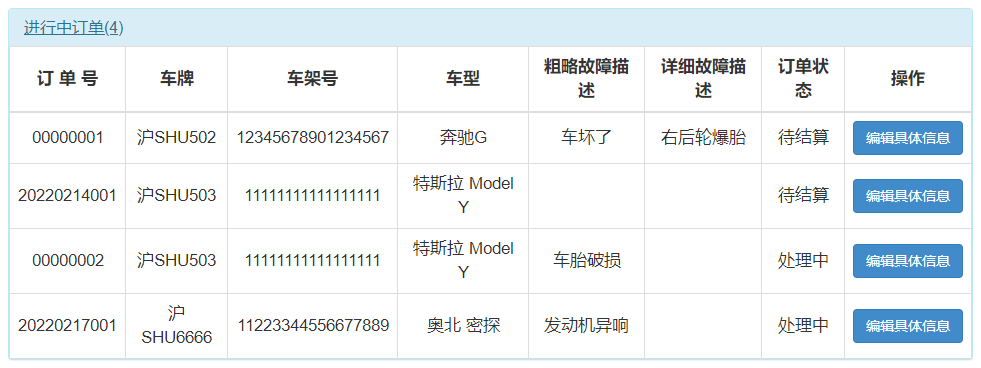 进行中订单(4)
订 单 号 车牌 车架号 车型 粗略故障描述 详细故障描述 订单状态 操作
00000001 沪SHU502 12345678901234567 奔驰G 车坏了 右后轮爆胎 待结算 编辑具体信息
20220214001 沪SHU503 11111111111111111 特斯拉 Model Y 待结算 编辑具体信息
00000002 沪SHU503 11111111111111111 特斯拉 Model Y 车胎破损 处理中 编辑具体信息
20220217001 沪SHU6666 11223344556677889 奥北 密探 发动机异响 处理中 编辑具体信息